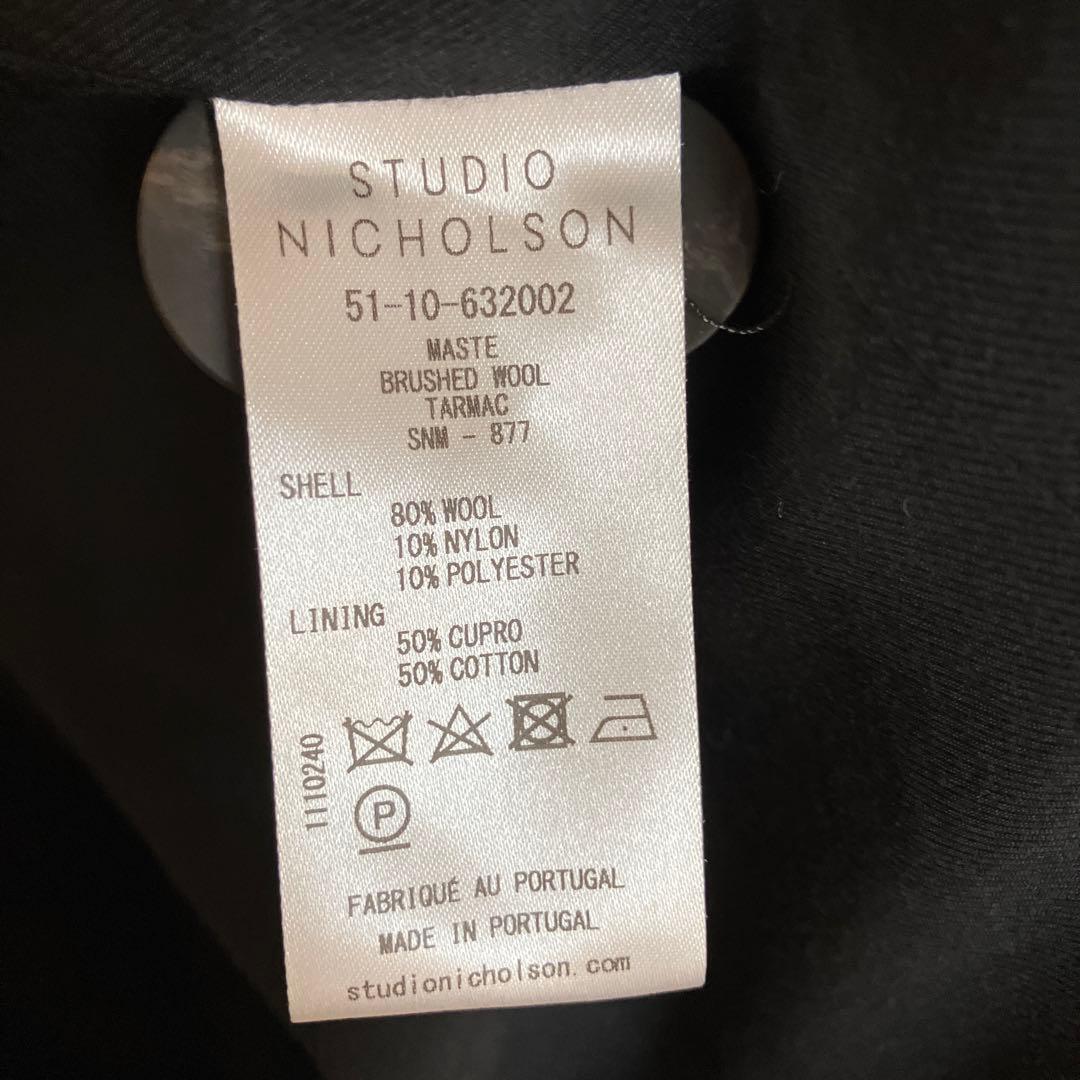 STUDIO
NICHOLSON
51-10-632002
MASTE
BRUSHED WOOL
TARMAC
SNM - 877
SHELL
80% WOOL
10% NYLON
10% POLYESTER
LINING
50% CUPRO
50% COTTON
1110240
P
FABRIQUÉ AU PORTUGAL
MADE IN PORTUGAL
studionicholson.com